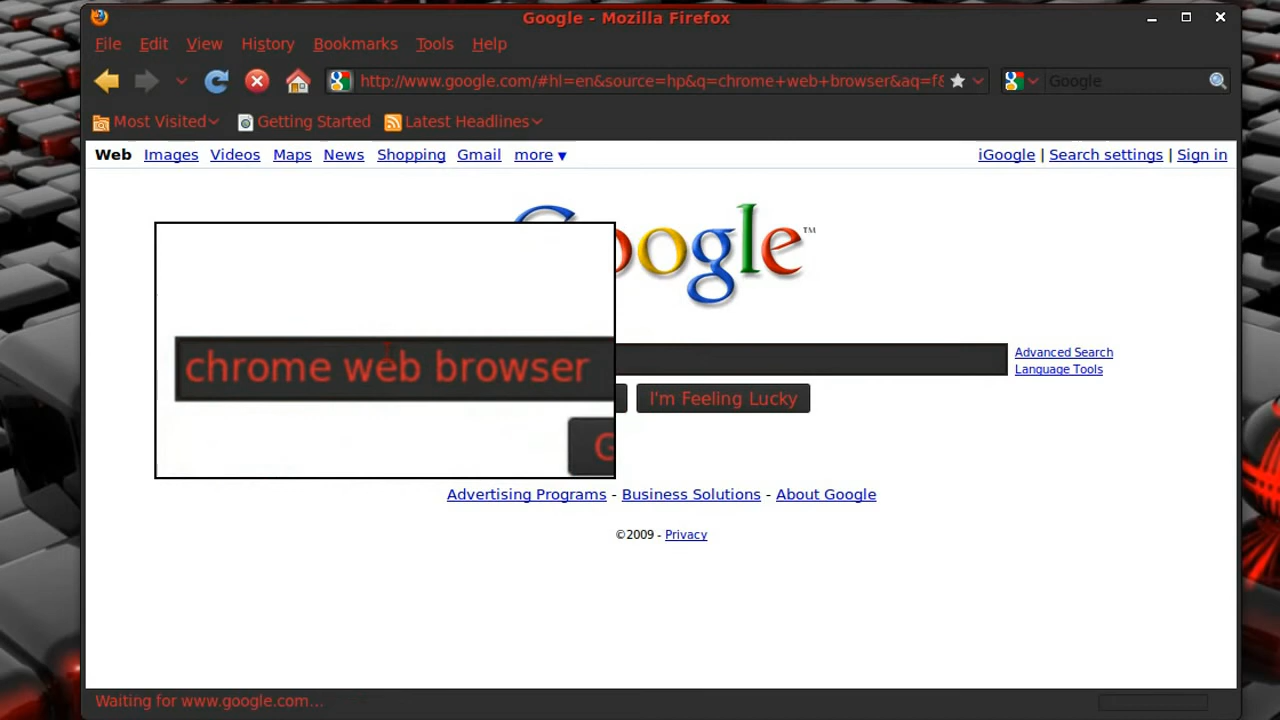 Google - Mozilla Firefox
File Edit View History Bookmarks Tools Help
http://www.google.com/#hl=en&source=hp&q=chrome+web+browser&aq=f& Google
Most Visited Getting Started Latest Headlines
Web Images Videos Maps News Shopping Gmail more ▼ iGoogle | Search settings | Sign in
Google™
chrome web browser
Advanced Search
Language Tools
I'm Feeling Lucky
Advertising Programs - Business Solutions - About Google
©2009 - Privacy
Waiting for www.google.com...